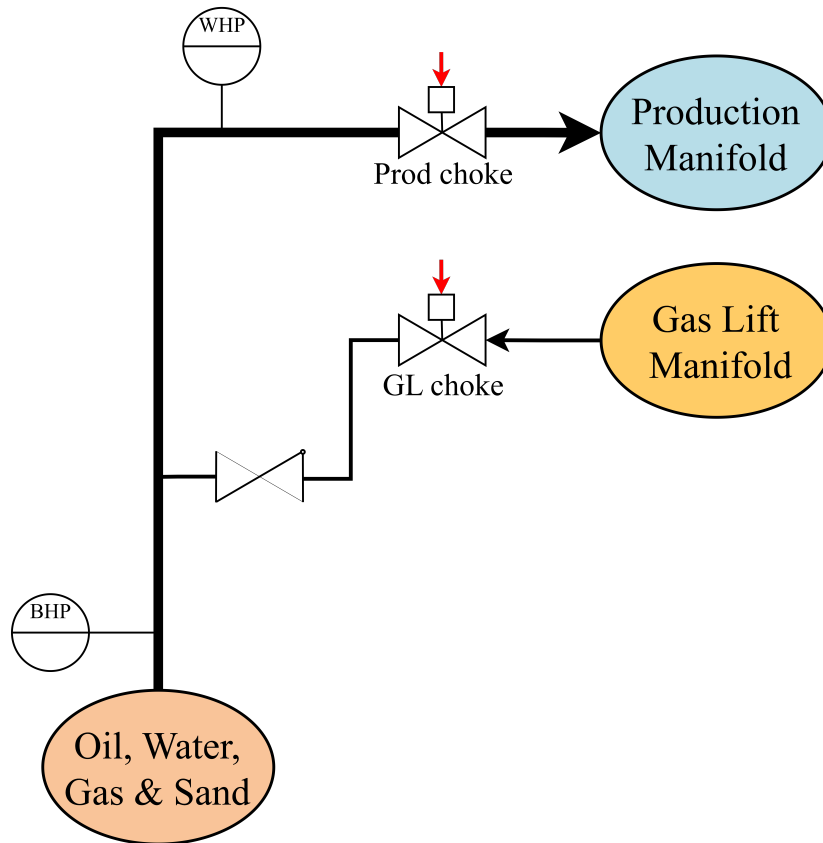 WHP
Production
Manifold
Prod choke
Gas Lift
Manifold
GL choke
BHP
Oil, Water,
Gas & Sand